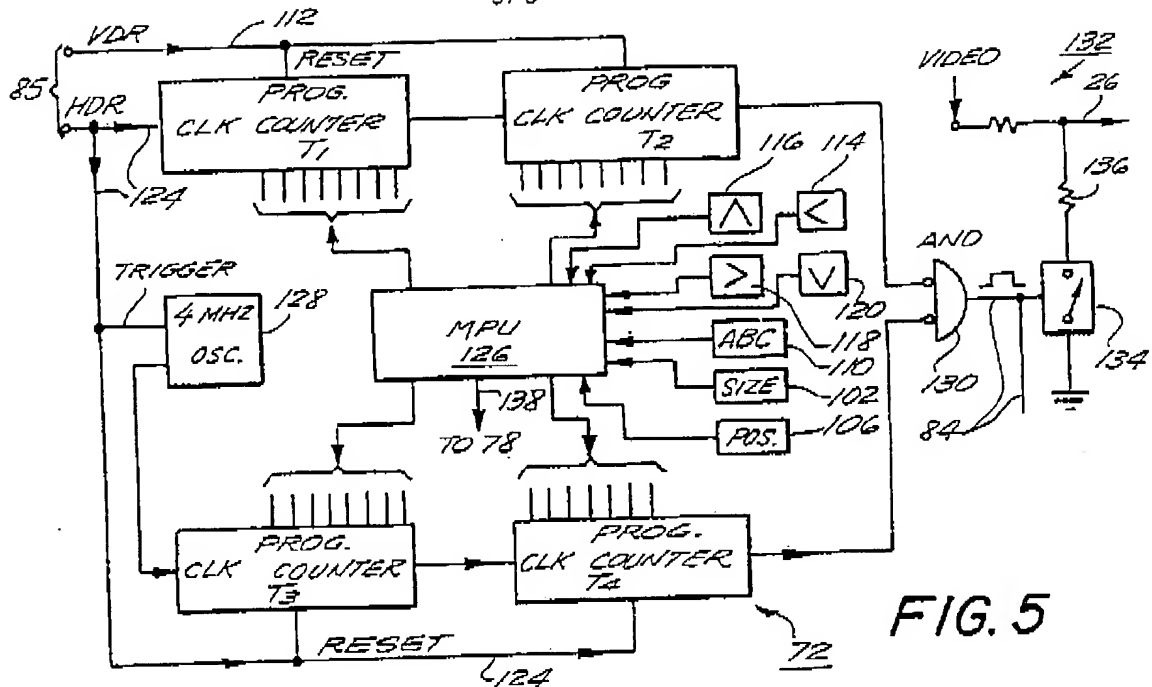 112
VDR
RESET
85
HDR
124
PROG.
CLK COUNTER
T1
PROG
CLK COUNTER
T2
VIDEO
132
26
136
124
116
114
∧
<
TRIGGER
4 MHZ
OSC.
128
MPU
126
>
∨
120
118
ABC
110
SIZE
102
POS.
106
138
TO 78
AND
130
134
84
PROG.
CLK COUNTER
T3
PROG.
CLK COUNTER
T4
RESET
124
72
FIG. 5